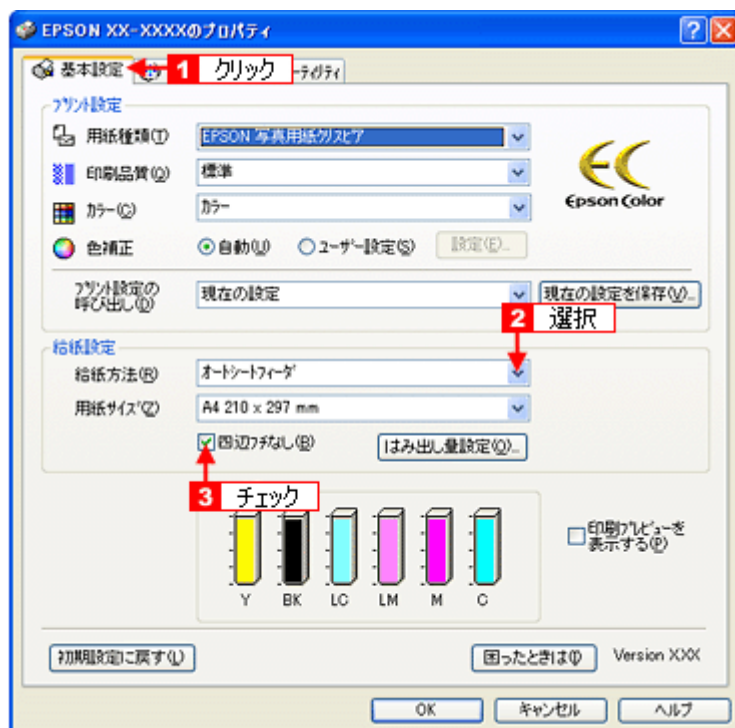 EPSON XX-XXXXのプロパティ
基本設定 1 クリック ーティリティ
プリント設定
用紙種類(T) EPSON 写真用紙クリスピア
印刷品質(Q) 標準
カラー(C) カラー
Epson Color
色補正 自動(U) ユーザー設定(S) 設定(E)...
プリント設定の
呼び出し(D) 現在の設定 現在の設定を保存(V)...
2 選択
給紙設定
給紙方法(R) オートシートフィーダ
用紙サイズ(Z) A4 210 x 297 mm
四辺フチなし(B) はみ出し量設定(O)...
3 チェック
印刷プレビューを
表示する(P)
Y BK LC LM M C
初期設定に戻す(L) 困ったときは(I) Version XXX
OK キャンセル ヘルプ